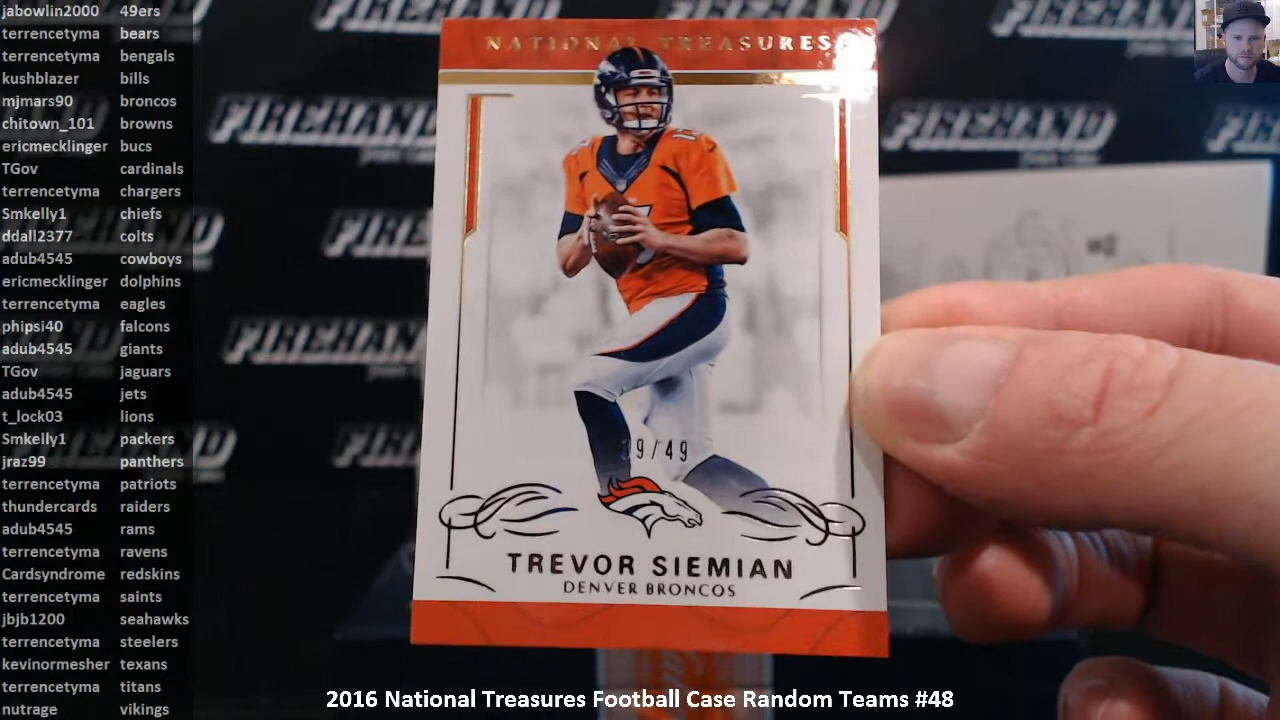 jabowlin2000 49ers
terrencetyma bears
terrencetyma bengals
kushblazer bills
mjmars90 broncos
chitown_101 browns
ericmecklinger bucs
TGov cardinals
terrencetyma chargers
Smkelly1 chiefs
ddall2377 colts
adub4545 cowboys
ericmecklinger dolphins
terrencetyma eagles
phipsi40 falcons
adub4545 giants
TGov jaguars
adub4545 jets
t_lock03 lions
Smkelly1 packers
jraz99 panthers
terrencetyma patriots
thundercards raiders
adub4545 rams
terrencetyma ravens
Cardsyndrome redskins
terrencetyma saints
jbjb1200 seahawks
terrencetyma steelers
kevinormesher texans
terrencetyma titans
nutrage vikings
NATIONAL TREASURES
FIREHAND
FIREHAND
FIREHAND
TREVOR SIEMIAN
DENVER BRONCOS
2016 National Treasures Football Case Random Teams #48